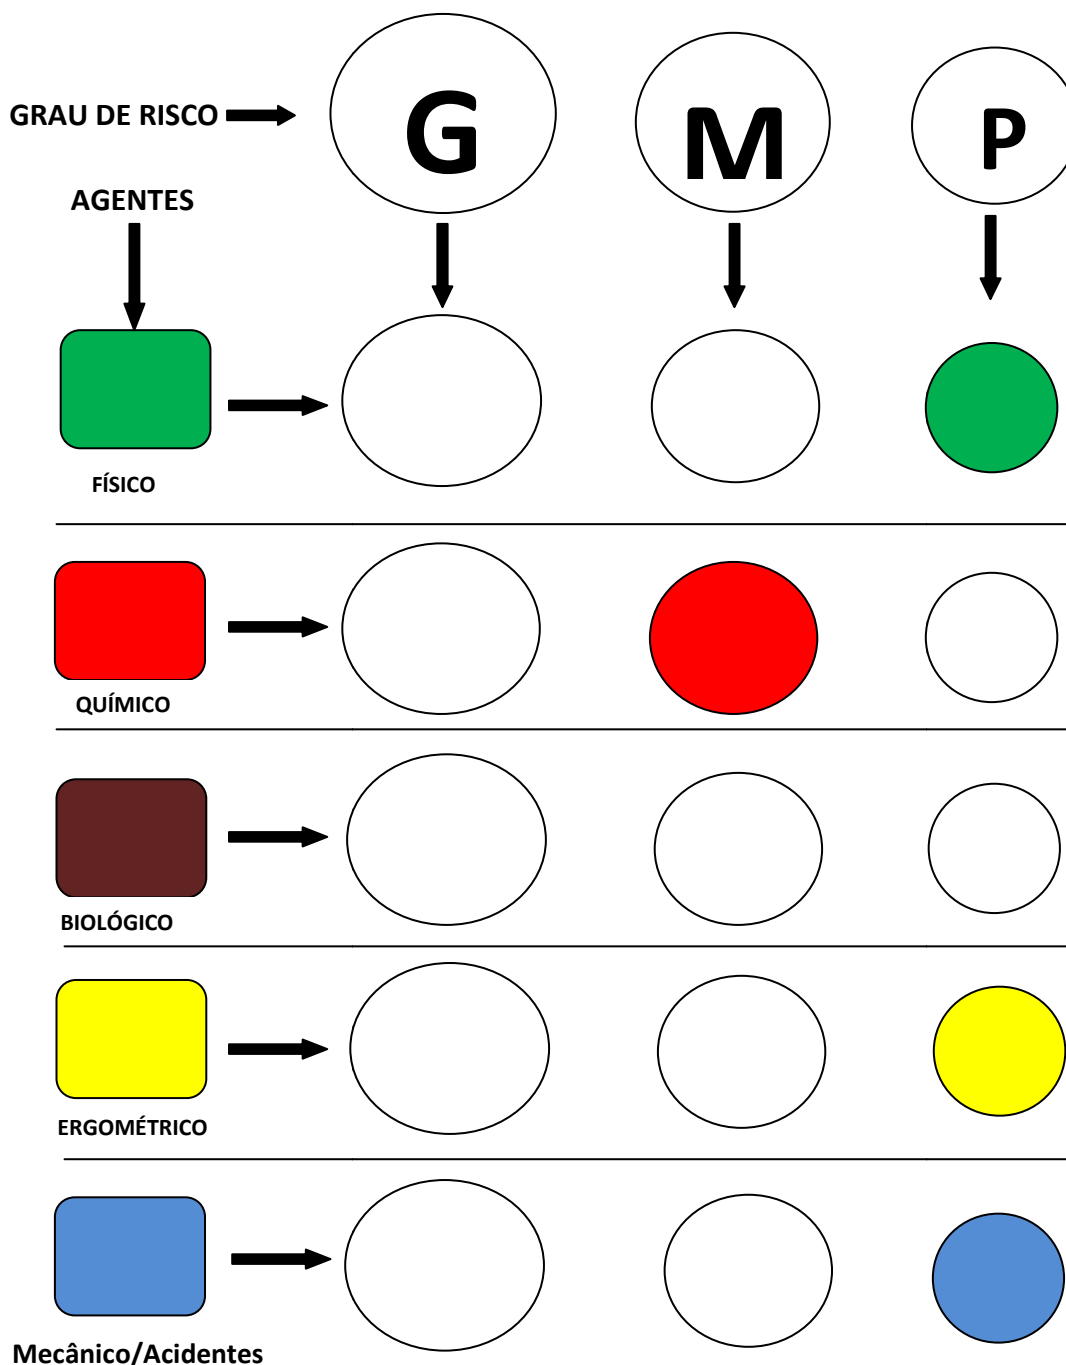 GRAU DE RISCO
G
M
P
AGENTES
FÍSICO
QUÍMICO
BIOLÓGICO
ERGOMÉTRICO
Mecânico/Acidentes